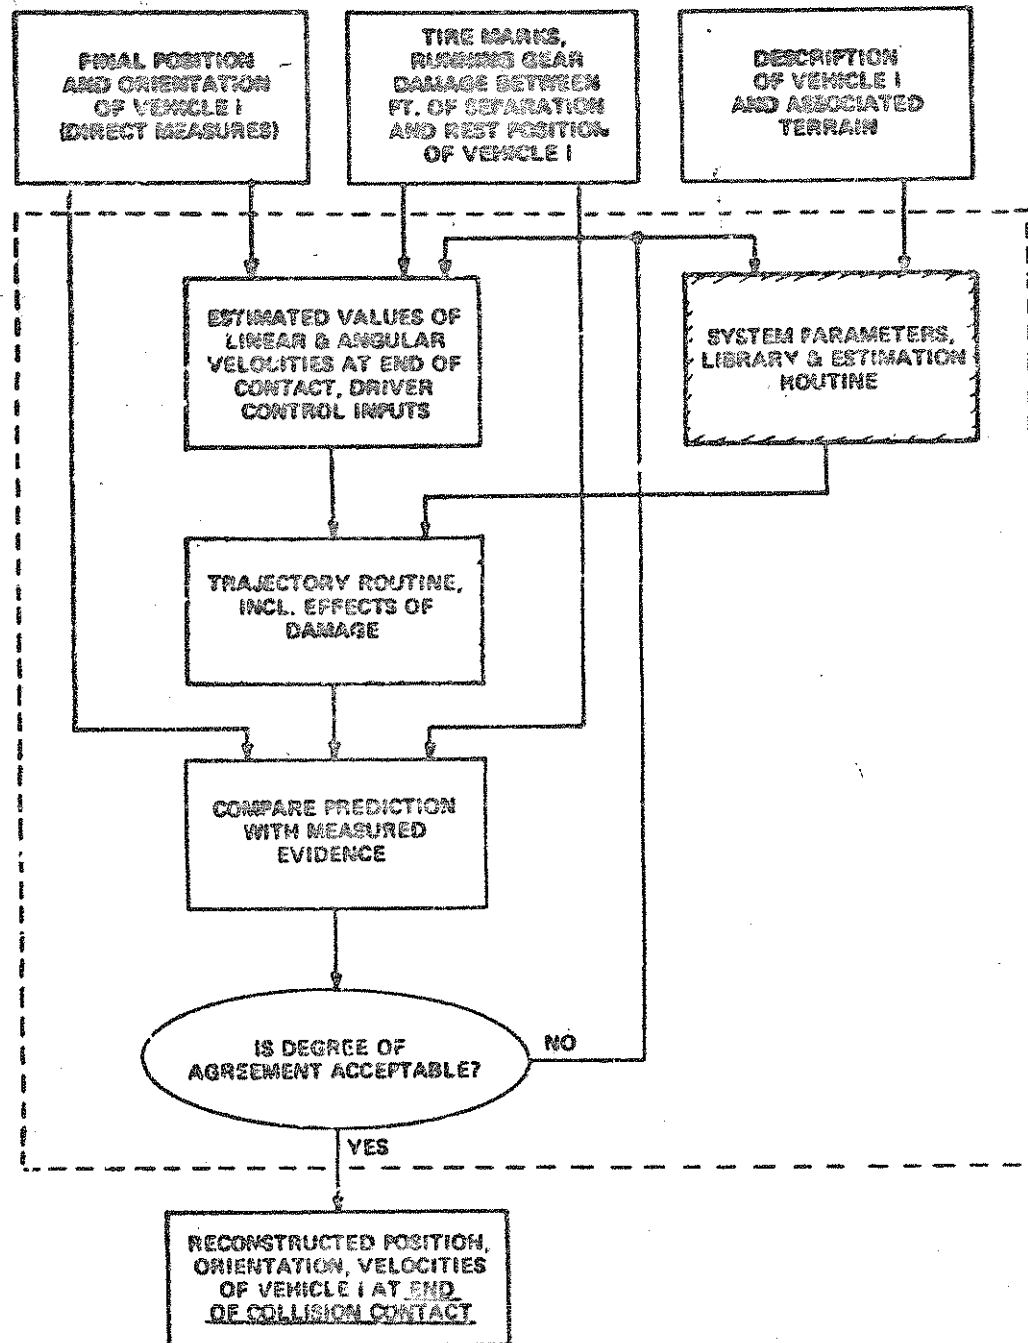 FINAL POSITION
AND ORIENTATION
OF VEHICLE i
(DIRECT MEASURES)
TIRE MARKS,
RUNNING GEAR
DAMAGE BETWEEN
PT. OF SEPARATION
AND REST POSITION
OF VEHICLE i
DESCRIPTION
OF VEHICLE i
AND ASSOCIATED
TERRAIN
ESTIMATED VALUES OF
LINEAR & ANGULAR
VELOCITIES AT END OF
CONTACT, DRIVER
CONTROL INPUTS
SYSTEM PARAMETERS,
LIBRARY & ESTIMATION
ROUTINE
TRAJECTORY ROUTINE,
INCL. EFFECTS OF
DAMAGE
COMPARE PREDICTION
WITH MEASURED
EVIDENCE
IS DEGREE OF
AGREEMENT ACCEPTABLE?
NO
YES
RECONSTRUCTED POSITION,
ORIENTATION, VELOCITIES
OF VEHICLE i AT END
OF COLLISION CONTACT